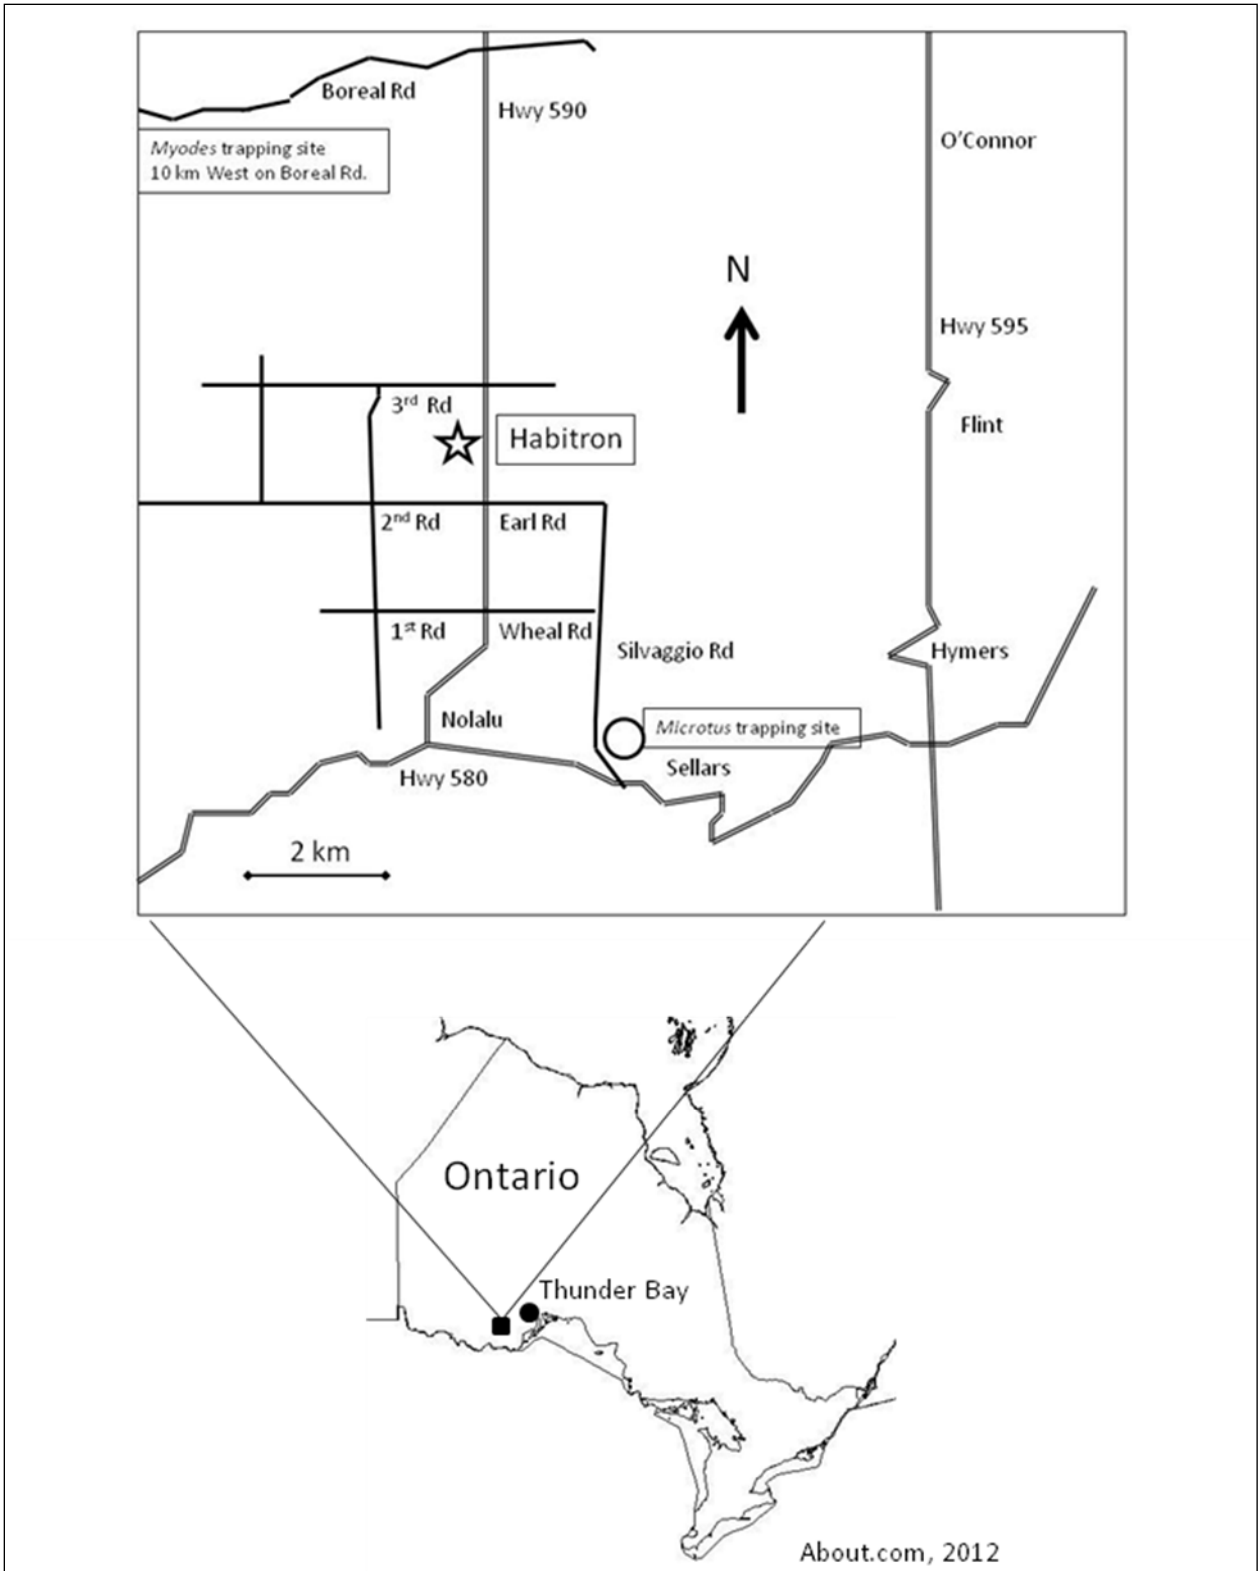 Boreal Rd
Hwy 590
O'Connor
Myodes trapping site
10 km West on Boreal Rd.
N
Hwy 595
3rd Rd
Flint
Habitron
2nd Rd
Earl Rd
1st Rd
Wheal Rd
Silvaggio Rd
Hymers
Nolalu
Microtus trapping site
Sellars
Hwy 580
2 km
Ontario
Thunder Bay
About.com, 2012